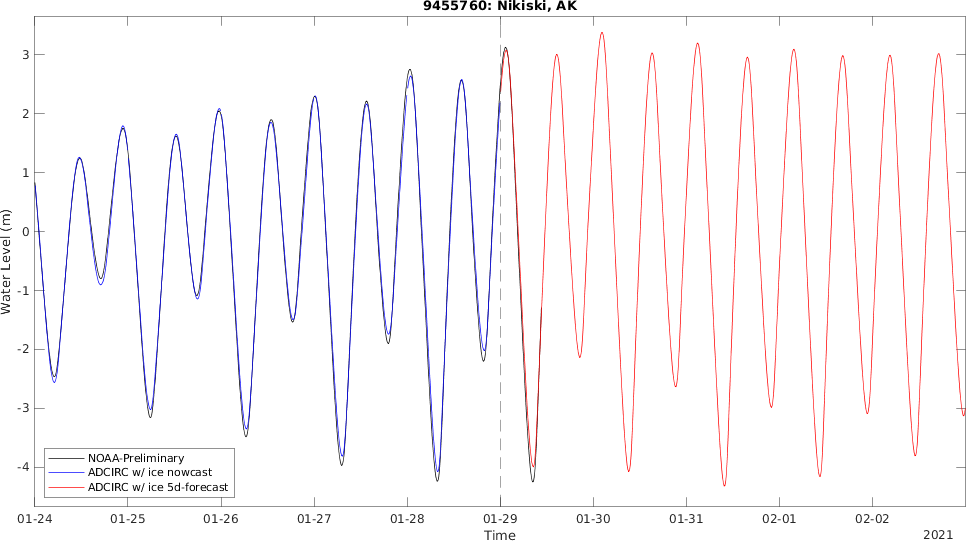 9455760: Nikiski, AK
3
2
1
0
-1
-2
-3
-4
Water Level (m)
NOAA-Preliminary
ADCIRC w/ ice nowcast
ADCIRC w/ ice 5d-forecast
01-24 01-25 01-26 01-27 01-28 01-29 01-30 01-31 02-01 02-02
Time
2021